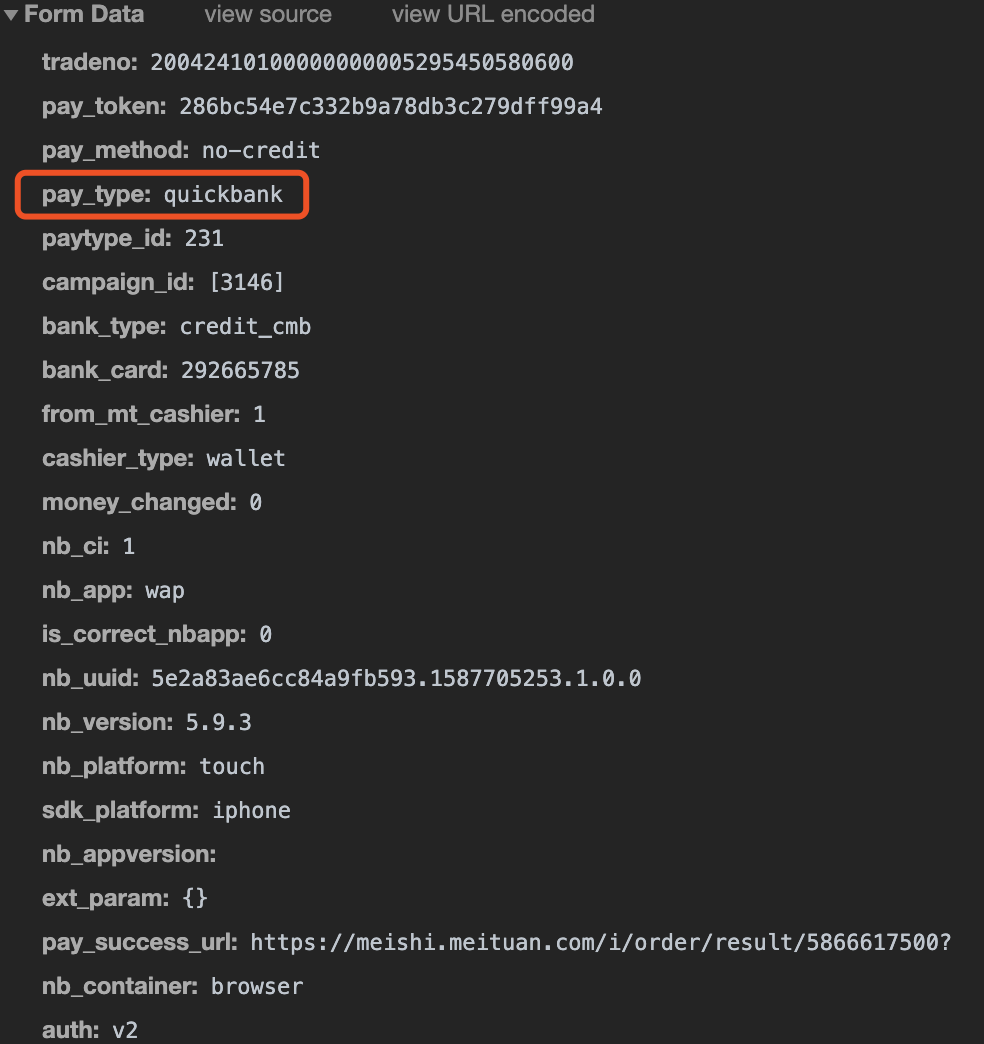 Form Data view source view URL encoded
tradeno: 2004241010000000005295450580600
pay_token: 286bc54e7c332b9a78db3c279dff99a4
pay_method: no-credit
pay_type: quickbank
paytype_id: 231
campaign_id: [3146]
bank_type: credit_cmb
bank_card: 292665785
from_mt_cashier: 1
cashier_type: wallet
money_changed: 0
nb_ci: 1
nb_app: wap
is_correct_nbapp: 0
nb_uuid: 5e2a83ae6cc84a9fb593.1587705253.1.0.0
nb_version: 5.9.3
nb_platform: touch
sdk_platform: iphone
nb_appversion:
ext_param: {}
pay_success_url: https://meishi.meituan.com/i/order/result/5866617500?
nb_container: browser
auth: v2